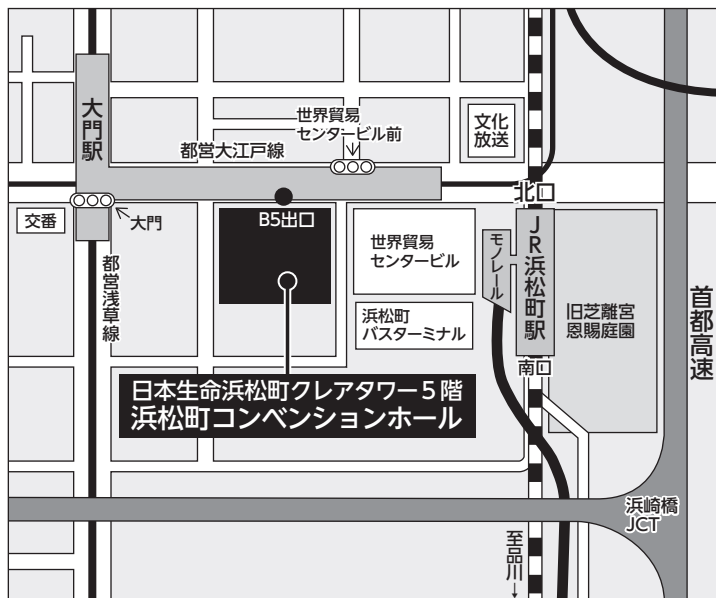 大門駅
世界貿易
センタービル前
文化
放送
都営大江戸線
北口
交番
大門
B5出口
世界貿易
センタービル
モノレール
JR浜松町駅
旧芝離宮
恩賜庭園
首都高速
都営浅草線
浜松町
バスターミナル
南口
日本生命浜松町クレアタワー5階
浜松町コンベンションホール
浜崎橋
JCT
至品川